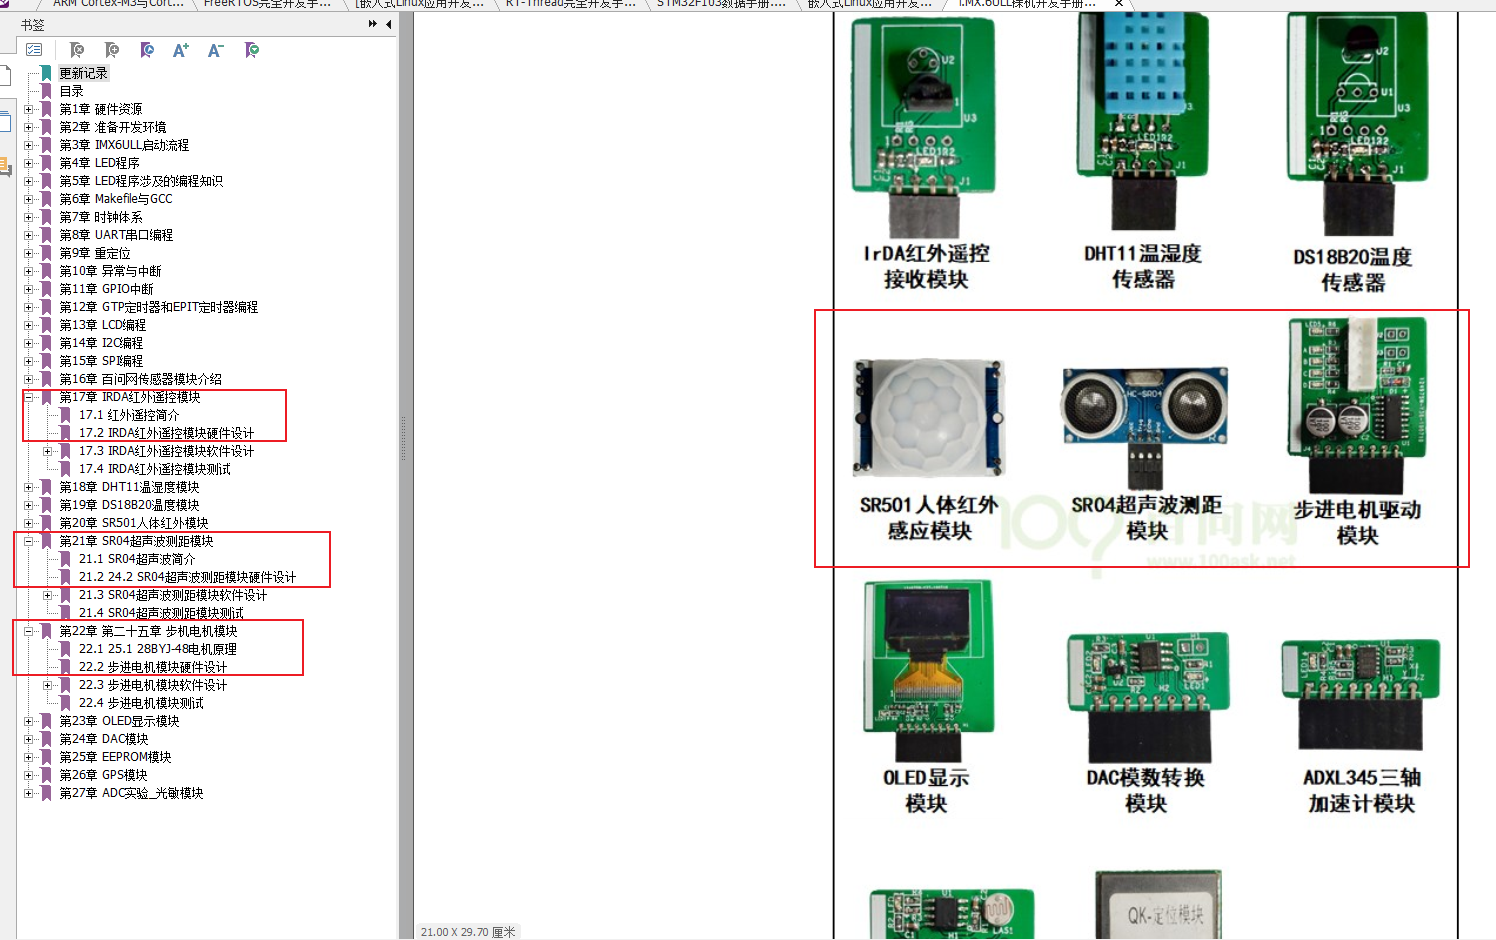 ARM Cortex-M3与Cort...
FreeRTOS完全开发手...
[嵌入式Linux应用开发...
RT-Thread完全开发手...
STM32F103数据手册....
嵌入式Linux应用开发...
i.MX.6ULL裸机开发手册...
书签
更新记录
目录
第1章 硬件资源
第2章 准备开发环境
第3章 IMX6ULL启动流程
第4章 LED程序
第5章 LED程序涉及的编程知识
第6章 Makefile与GCC
第7章 时钟体系
第8章 UART串口编程
第9章 重定位
第10章 异常与中断
第11章 GPIO中断
第12章 GTP定时器和EPIT定时器编程
第13章 LCD编程
第14章 I2C编程
第15章 SPI编程
第16章 百问网传感器模块介绍
第17章 IRDA红外遥控模块
17.1 红外遥控简介
17.2 IRDA红外遥控模块硬件设计
17.3 IRDA红外遥控模块软件设计
17.4 IRDA红外遥控模块测试
第18章 DHT11温湿度模块
第19章 DS18B20温度模块
第20章 SR501人体红外模块
第21章 SR04超声波测距模块
21.1 SR04超声波简介
21.2 24.2 SR04超声波测距模块硬件设计
21.3 SR04超声波测距模块软件设计
21.4 SR04超声波测距模块测试
第22章 第二十五章 步机电机模块
22.1 25.1 28BYJ-48电机原理
22.2 步进电机模块硬件设计
22.3 步进电机模块软件设计
22.4 步进电机模块测试
第23章 OLED显示模块
第24章 DAC模块
第25章 EEPROM模块
第26章 GPS模块
第27章 ADC实验_光敏模块
IrDA红外遥控
接收模块
DHT11温湿度
传感器
DS18B20温度
传感器
HC-SR04
SR501人体红外
感应模块
SR04超声波测距
模块
步进电机驱动
模块
www.100ask.net
OLED显示
模块
DAC模数转换
模块
ADXL345三轴
加速计模块
QK-定位模块
21.00 X 29.70 厘米